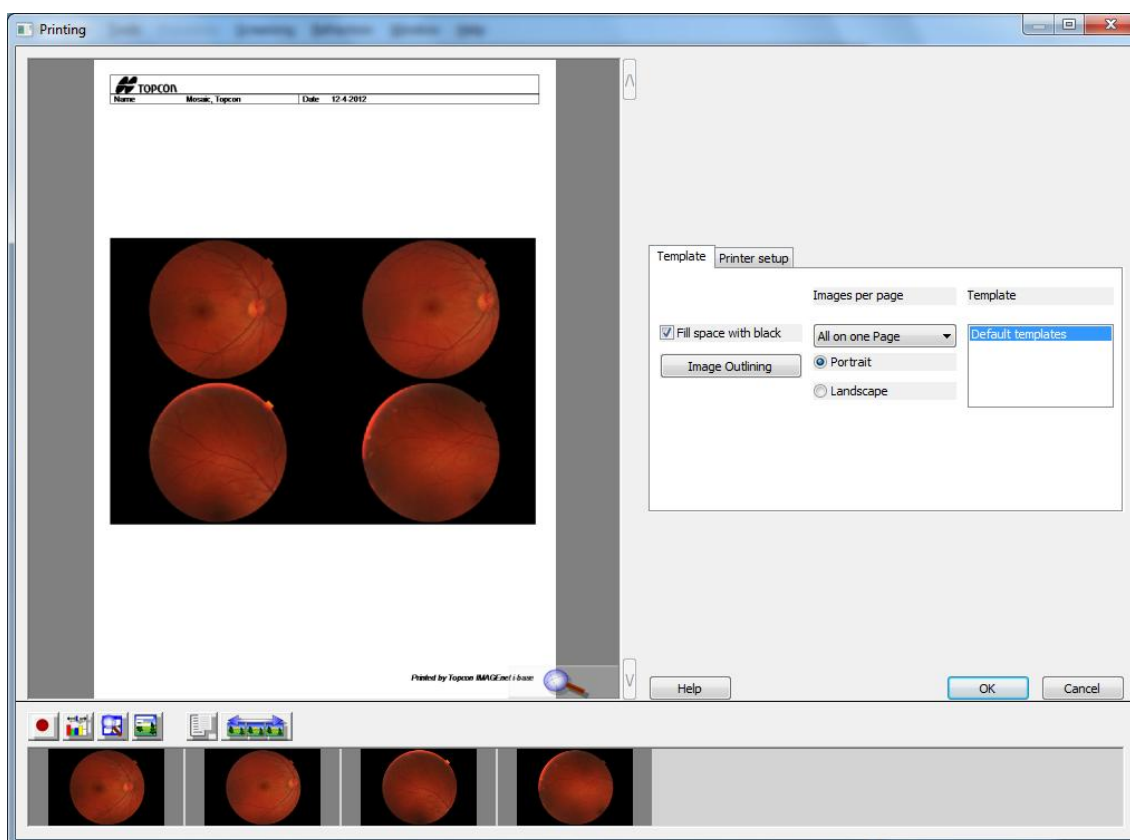 Printing
TOPCON
Name Mosaic, Topcon Date 12-4-2012
Template Printer setup
Images per page Template
Fill space with black All on one Page Default templates
Image Outlining Portrait
Landscape
Printed by Topcon IMAGEnet i-base
Help OK Cancel